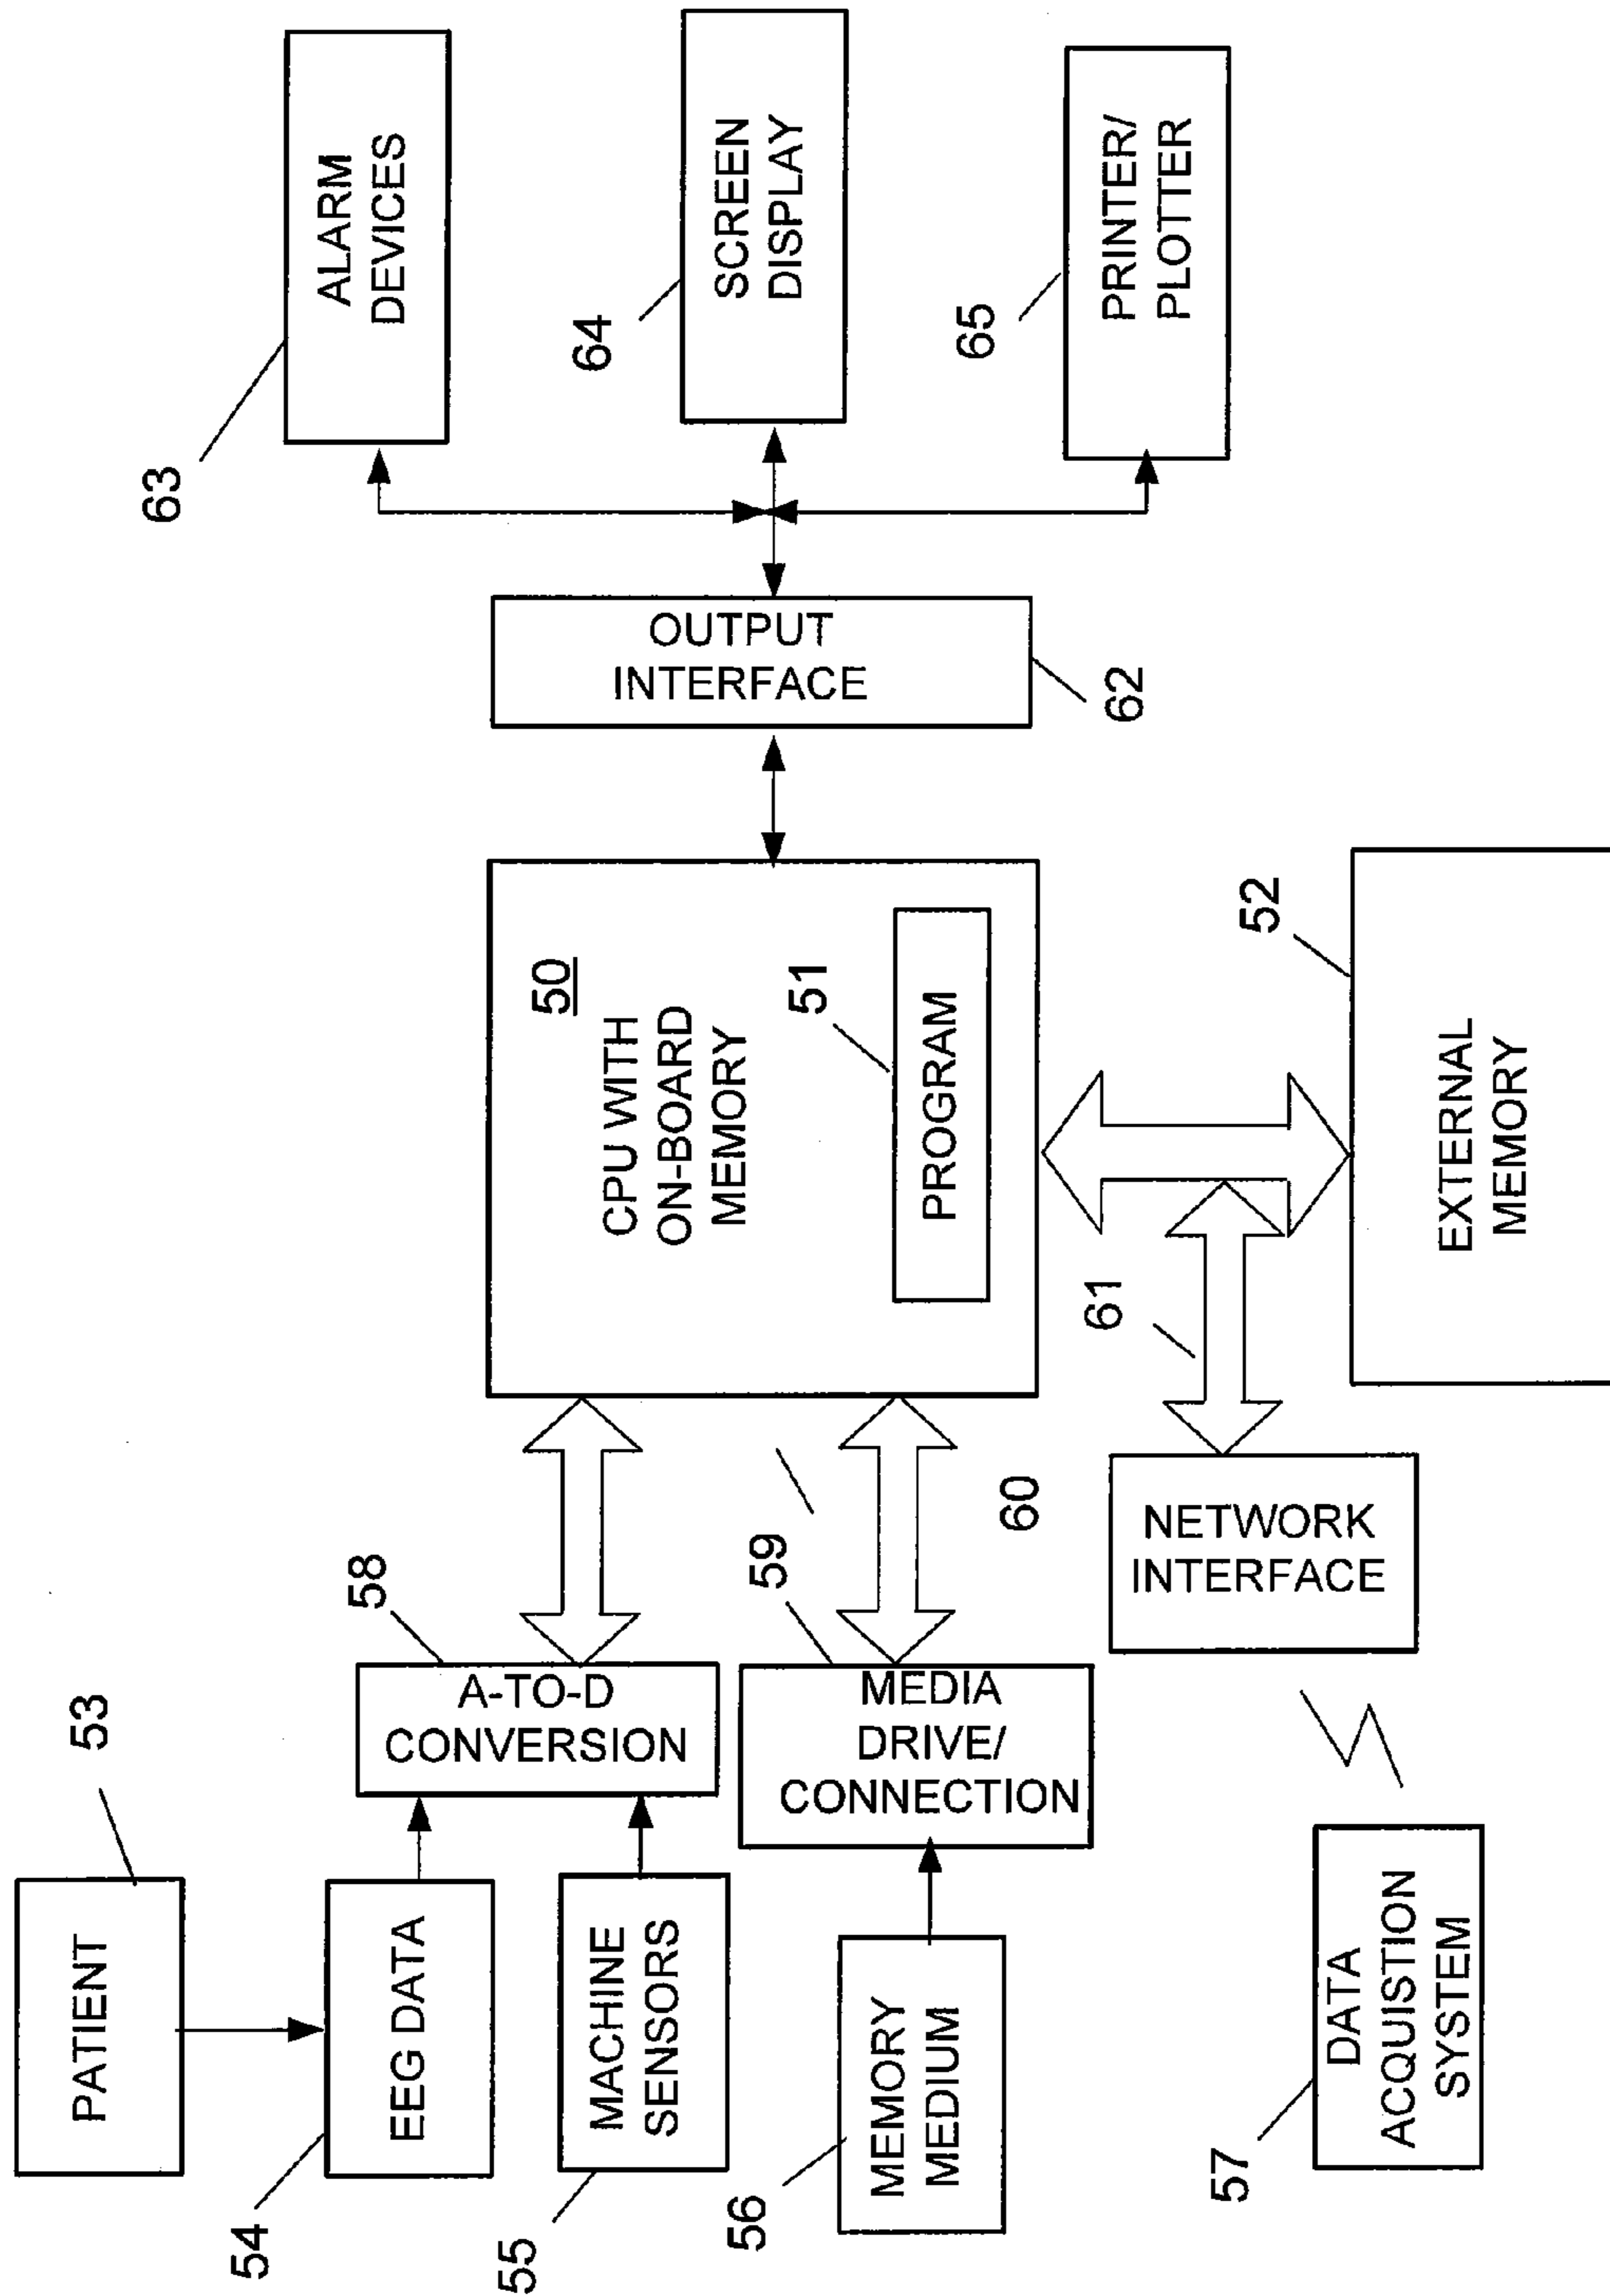 PATIENT
53
54
EEG DATA
55
MACHINE
SENSORS
58
A-TO-D
CONVERSION
56
MEMORY
MEDIUM
59
MEDIA
DRIVE/
CONNECTION
57
DATA
ACQUISTION
SYSTEM
60
NETWORK
INTERFACE
61
50
CPU WITH
ON-BOARD
MEMORY
51
PROGRAM
52
EXTERNAL
MEMORY
OUTPUT
INTERFACE
62
63
ALARM
DEVICES
64
SCREEN
DISPLAY
65
PRINTER/
PLOTTER